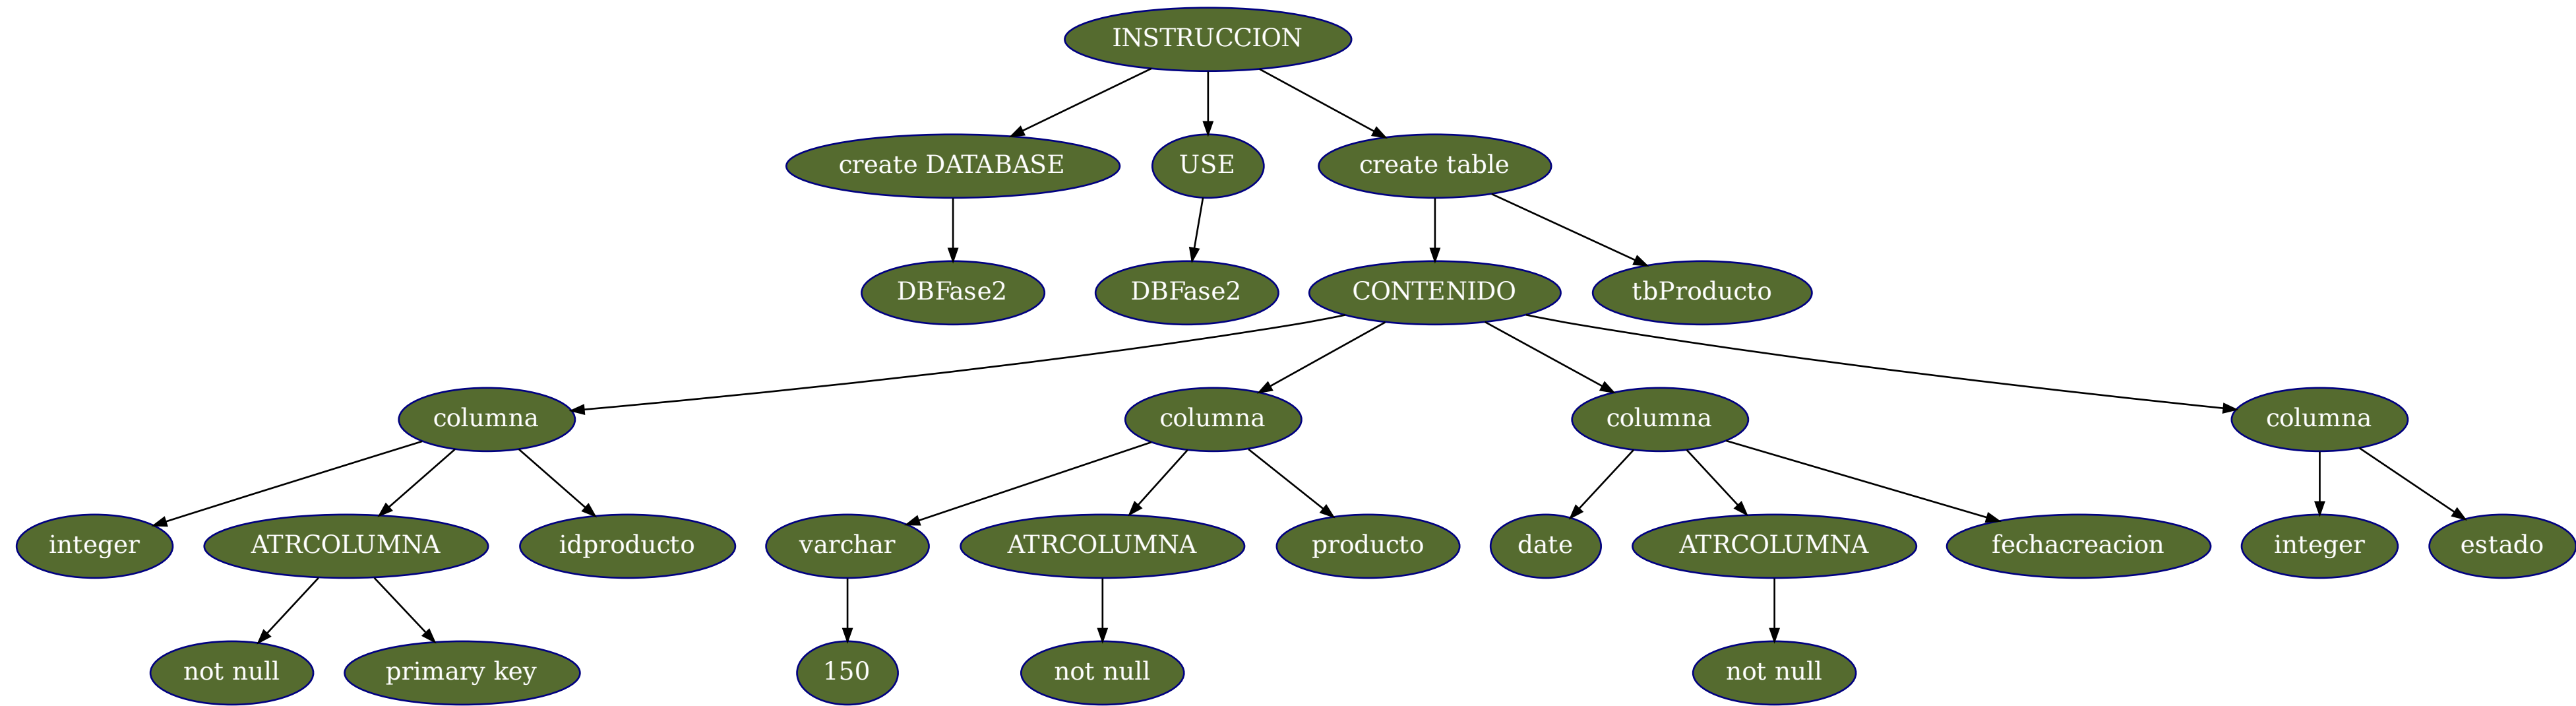 INSTRUCCION
create DATABASE
USE
create table
DBFase2
DBFase2
CONTENIDO
tbProducto
columna
columna
columna
columna
integer
ATRCOLUMNA
idproducto
varchar
ATRCOLUMNA
producto
date
ATRCOLUMNA
fechacreacion
integer
estado
not null
primary key
150
not null
not null